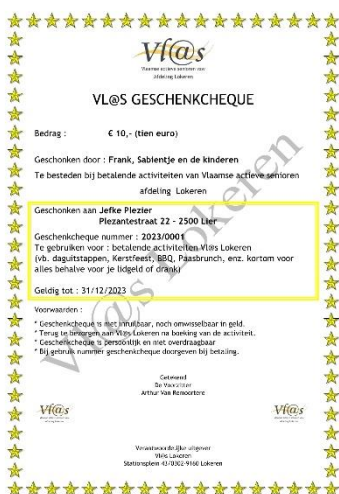 Vl@s
Vlaamse actieve senioren vzw
afdeling Lokeren
VL@S GESCHENKCHEQUE
Bedrag : € 10,- (tien euro)
Geschonken door : Frank, Sabientje en de kinderen
Te besteden bij betalende activiteiten van Vlaamse actieve senioren
afdeling Lokeren
Geschonken aan Jefke Plezier
Plezantestraat 22 - 2500 Lier
Geschenkcheque nummer : 2023/0001
Te gebruiken voor : betalende activiteiten Vl@s Lokeren
(vb. daguitstappen, Kerstfeest, BBQ, Paasbrunch, enz. kortom voor
alles behalve voor je lidgeld of drank)
Geldig tot : 31/12/2023
Vl@s Lokeren
Voorwaarden :
* Geschenkcheque is niet inruilbaar, noch omwisselbaar in geld.
* Terug te bezorgen aan Vl@s Lokeren na boeking van de activiteit.
* Geschenkcheque is persoonlijk en niet overdraagbaar
* Bij gebruik nummer geschenkcheque doorgeven bij betaling.
Getekend
De Voorzitter
Arthur Van Remoortere
Vl@s
Vl@s
Verantwoordelijke uitgever
Vl@s Lokeren
Stationsplein 43/0302-9160 Lokeren